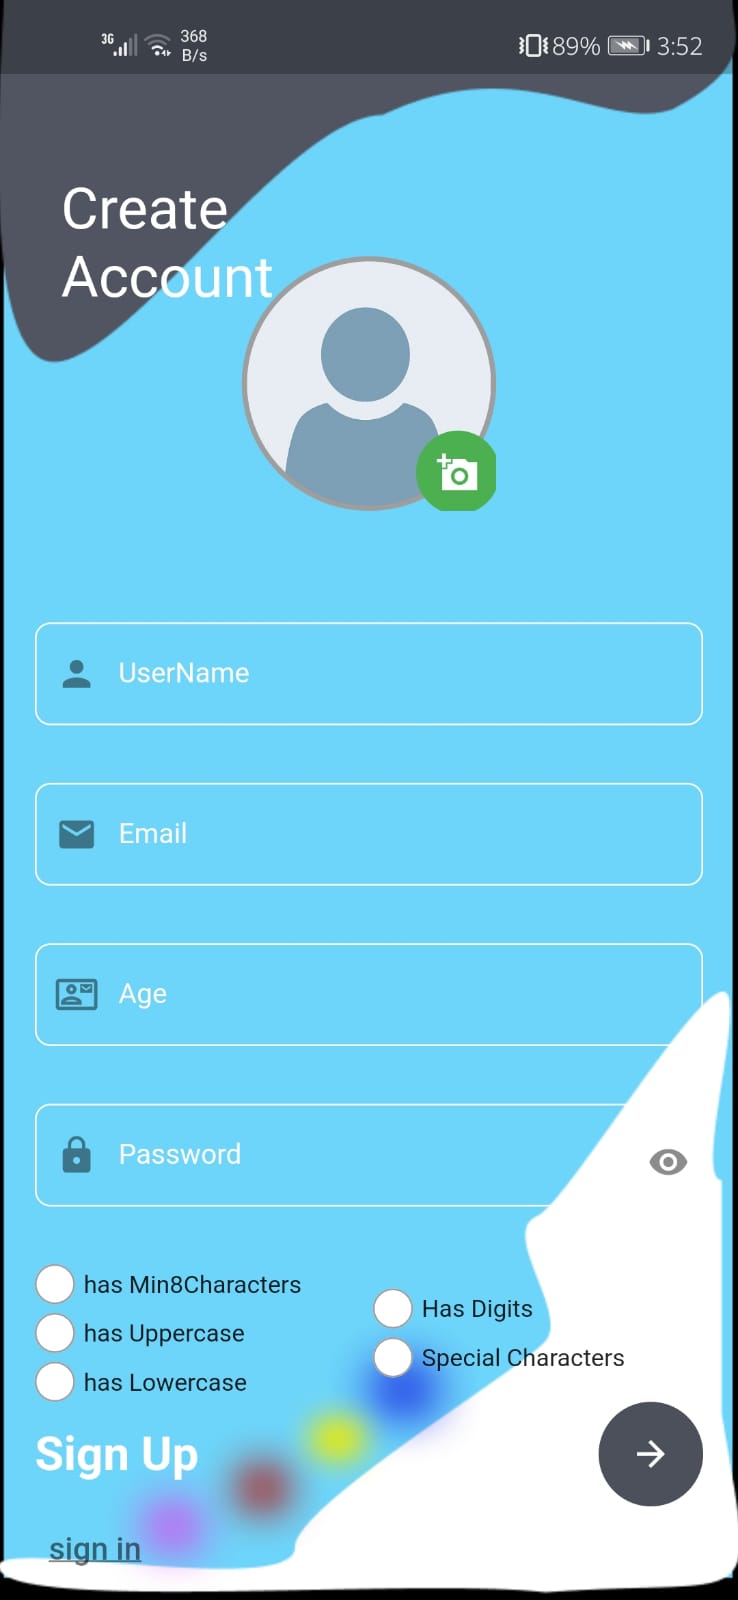 3G 368 B/s 89% 3:52
Create
Account
UserName
Email
Age
Password
has Min8Characters
has Uppercase
has Lowercase
Has Digits
Special Characters
Sign Up
sign in